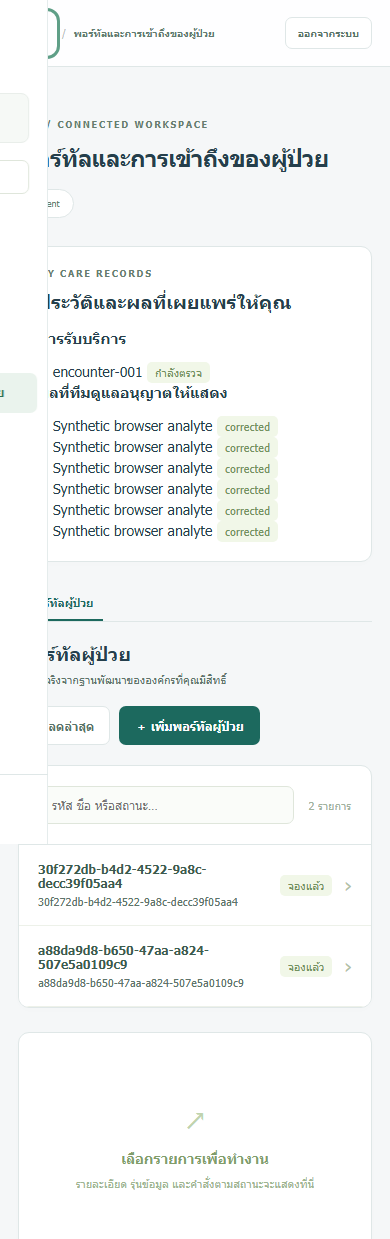 / พอร์ทัลและการเข้าถึงของผู้ป่วย
ออกจากระบบ
/ CONNECTED WORKSPACE
ร์ทัลและการเข้าถึงของผู้ป่วย
ent
Y CARE RECORDS
ประวัติและผลที่เผยแพร่ให้คุณ
ารรับบริการ
encounter-001 กำลังตรวจ
ลที่ทีมดูแลอนุญาตให้แสดง
Synthetic browser analyte corrected
Synthetic browser analyte corrected
Synthetic browser analyte corrected
Synthetic browser analyte corrected
Synthetic browser analyte corrected
Synthetic browser analyte corrected
ย
ร์ทัลผู้ป่วย
ร์ทัลผู้ป่วย
จริงจากฐานพัฒนาขององค์กรที่คุณมีสิทธิ์
ลดล่าสุด
+ เพิ่มพอร์ทัลผู้ป่วย
รหัส ชื่อ หรือสถานะ...
2 รายการ
30f272db-b4d2-4522-9a8c-
decc39f05aa4
30f272db-b4d2-4522-9a8c-decc39f05aa4
จองแล้ว
a88da9d8-b650-47aa-a824-
507e5a0109c9
a88da9d8-b650-47aa-a824-507e5a0109c9
จองแล้ว
เลือกรายการเพื่อทำงาน
รายละเอียด รุ่นข้อมูล และคำสั่งตามสถานะจะแสดงที่นี่